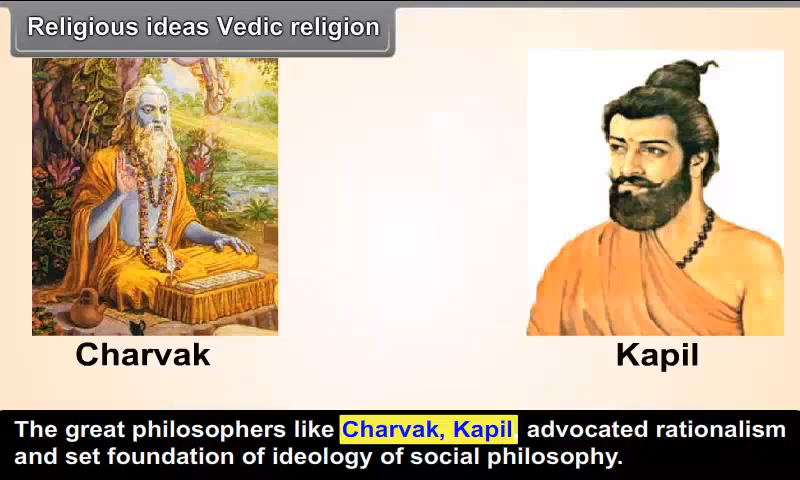 Religious ideas Vedic religion
Charvak
Kapil
The great philosophers like Charvak, Kapil advocated rationalism
and set foundation of ideology of social philosophy.